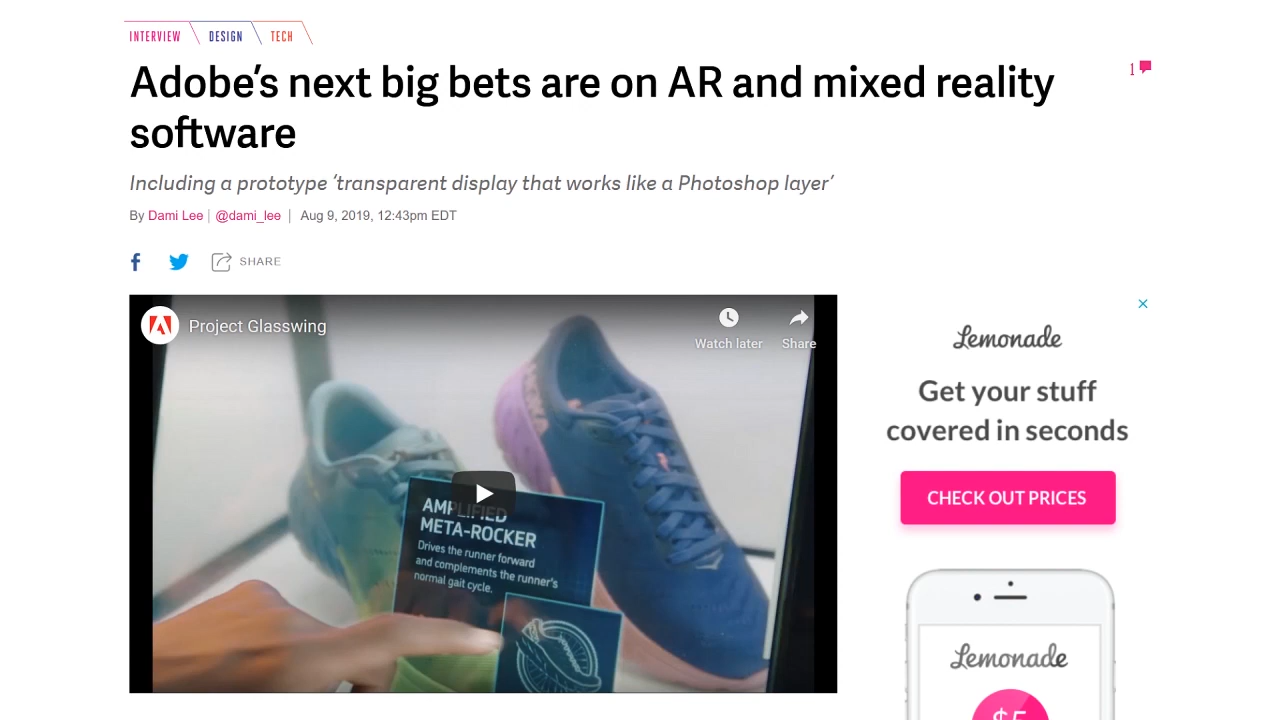 INTERVIEW DESIGN TECH
Adobe’s next big bets are on AR and mixed reality
software
1
Including a prototype ‘transparent display that works like a Photoshop layer’
By Dami Lee | @dami_lee | Aug 9, 2019, 12:43pm EDT
SHARE
Project Glasswing
Watch later
Share
AMPLIFIED
META-ROCKER
Drives the runner forward
and complements the runner's
normal gait cycle.
Lemonade
Get your stuff
covered in seconds
CHECK OUT PRICES
Lemonade
$5